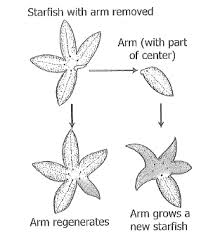 Starfish with arm removed
Arm (with part
of center)
Arm regenerates
Arm grows a
new starfish